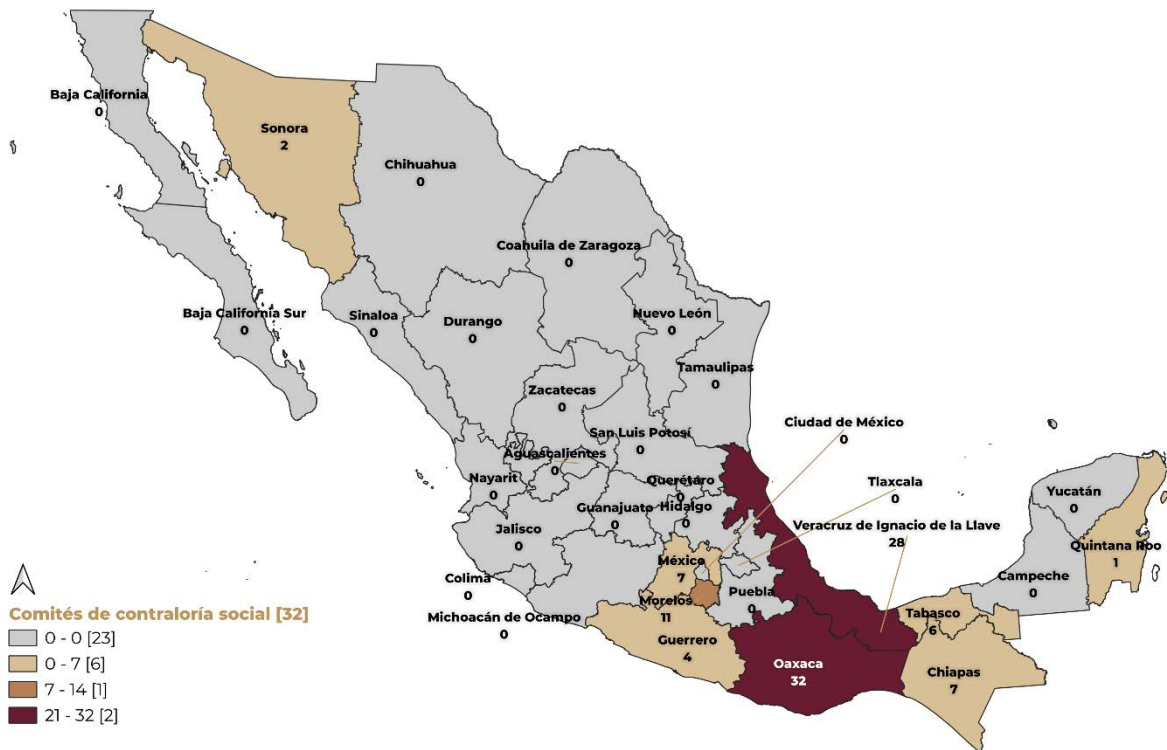 Baja California
0
Sonora
2
Chihuahua
0
Coahuila de Zaragoza
0
Baja California Sur
0
Sinaloa
0
Durango
0
Nuevo León
0
Tamaulipas
0
Zacatecas
0
San Luis Potosí
0
Ciudad de México
0
Aguascalientes
0
Nayarit
0
Querétaro
0
Tlaxcala
0
Yucatán
0
Guanajuato
0
Hidalgo
0
Jalisco
0
Veracruz de Ignacio de la Llave
28
Quintana Roo
1
México
7
Campeche
0
Colima
0
Morelos
11
Puebla
0
Michoacán de Ocampo
0
Tabasco
6
Guerrero
4
Oaxaca
32
Chiapas
7
Comités de contraloría social [32]
0 - 0 [23]
0 - 7 [6]
7 - 14 [1]
21 - 32 [2]